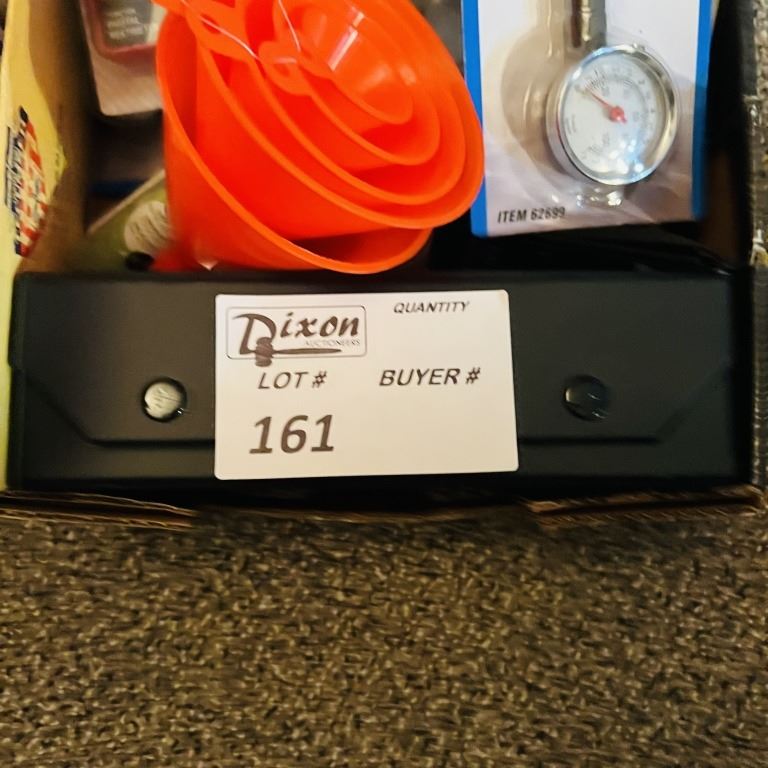 ITEM 62699
Dixon
AUCTIONEERS
QUANTITY
LOT #
BUYER #
161